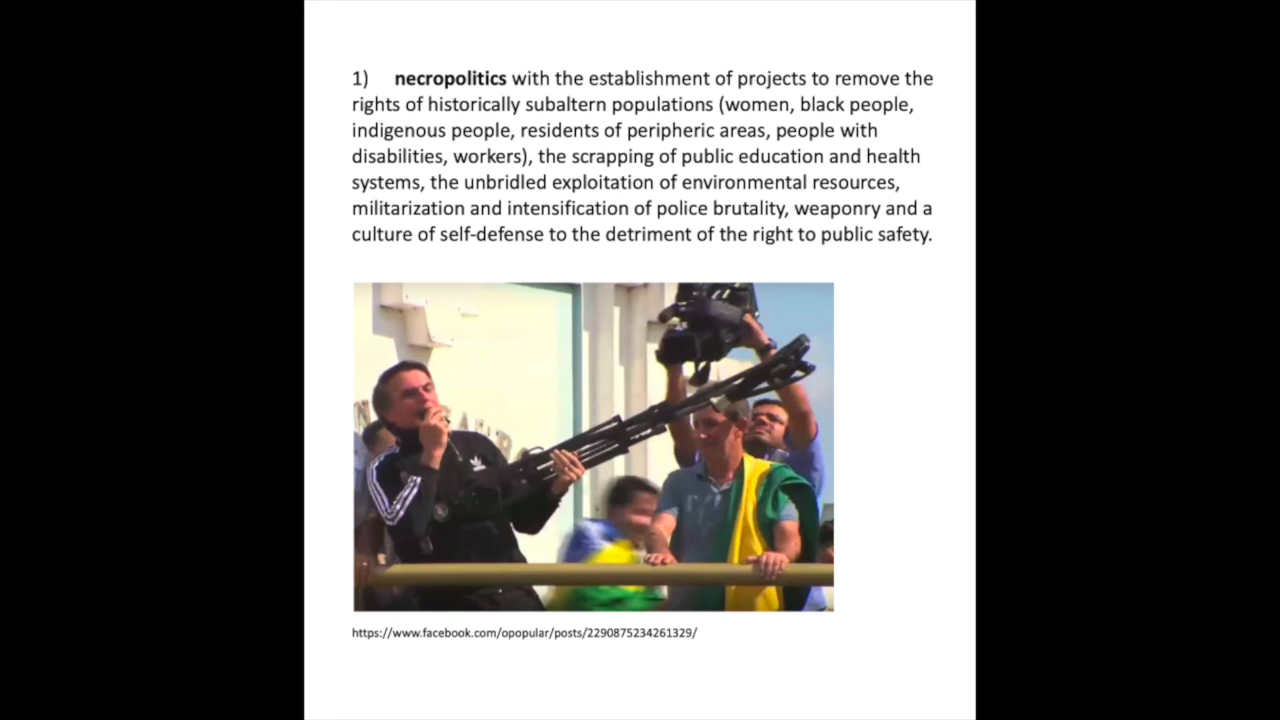 1) necropolitics with the establishment of projects to remove the
rights of historically subaltern populations (women, black people,
indigenous people, residents of peripheric areas, people with
disabilities, workers), the scrapping of public education and health
systems, the unbridled exploitation of environmental resources,
militarization and intensification of police brutality, weaponry and a
culture of self-defense to the detriment of the right to public safety.
https://www.facebook.com/opopular/posts/2290875234261329/